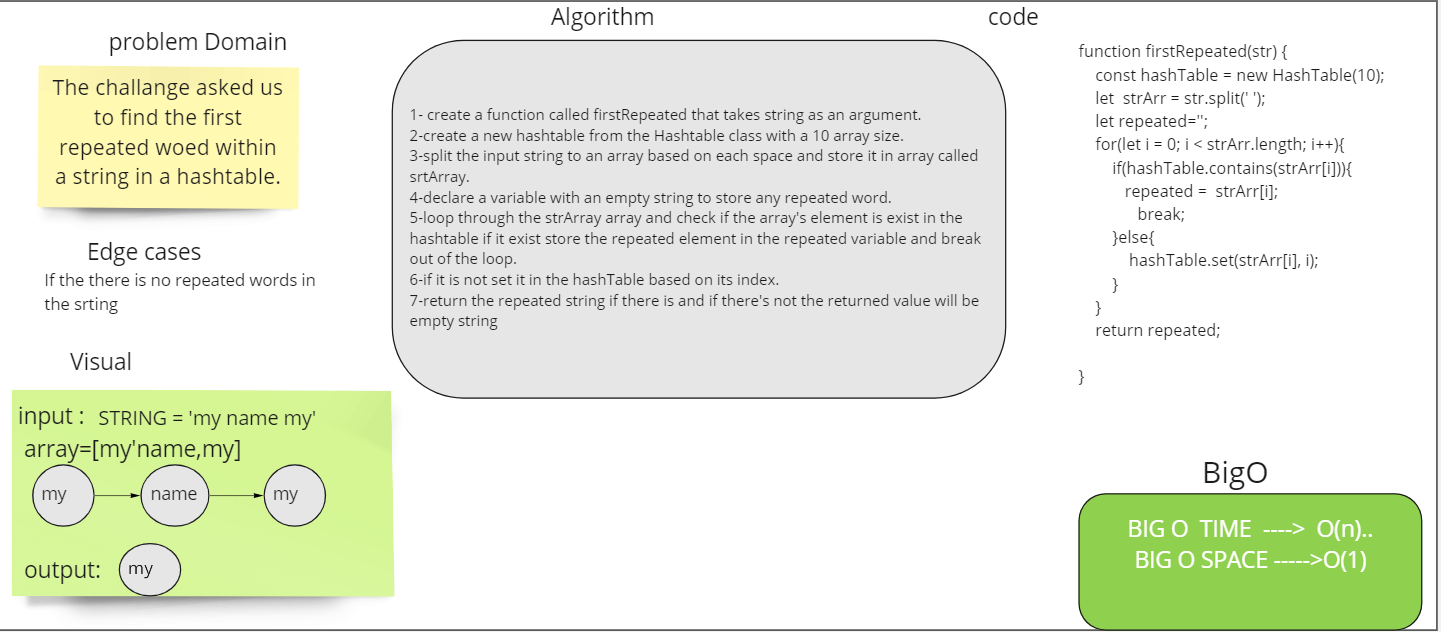 problem Domain
The challange asked us
to find the first
repeated woed within
a string in a hashtable.
Edge cases
If the there is no repeated words in
the srting
Visual
input : STRING = 'my name my'
array=[my'name,my]
my
name
my
output:
my
Algorithm
1- create a function called firstRepeated that takes string as an argument.
2-create a new hashtable from the Hashtable class with a 10 array size.
3-split the input string to an array based on each space and store it in array called
srtArray.
4-declare a variable with an empty string to store any repeated word.
5-loop through the strArray array and check if the array's element is exist in the
hashtable if it exist store the repeated element in the repeated variable and break
out of the loop.
6-if it is not set it in the hashTable based on its index.
7-return the repeated string if there is and if there's not the returned value will be
empty string
code
function firstRepeated(str) {
const hashTable = new HashTable(10);
let  strArr = str.split(' ');
let repeated='';
for(let i = 0; i < strArr.length; i++){
if(hashTable.contains(strArr[i])){
repeated =  strArr[i];
break;
}else{
hashTable.set(strArr[i], i);
}
}
return repeated;
}
BigO
BIG O  TIME  ---->  O(n)..
BIG O SPACE ----->O(1)